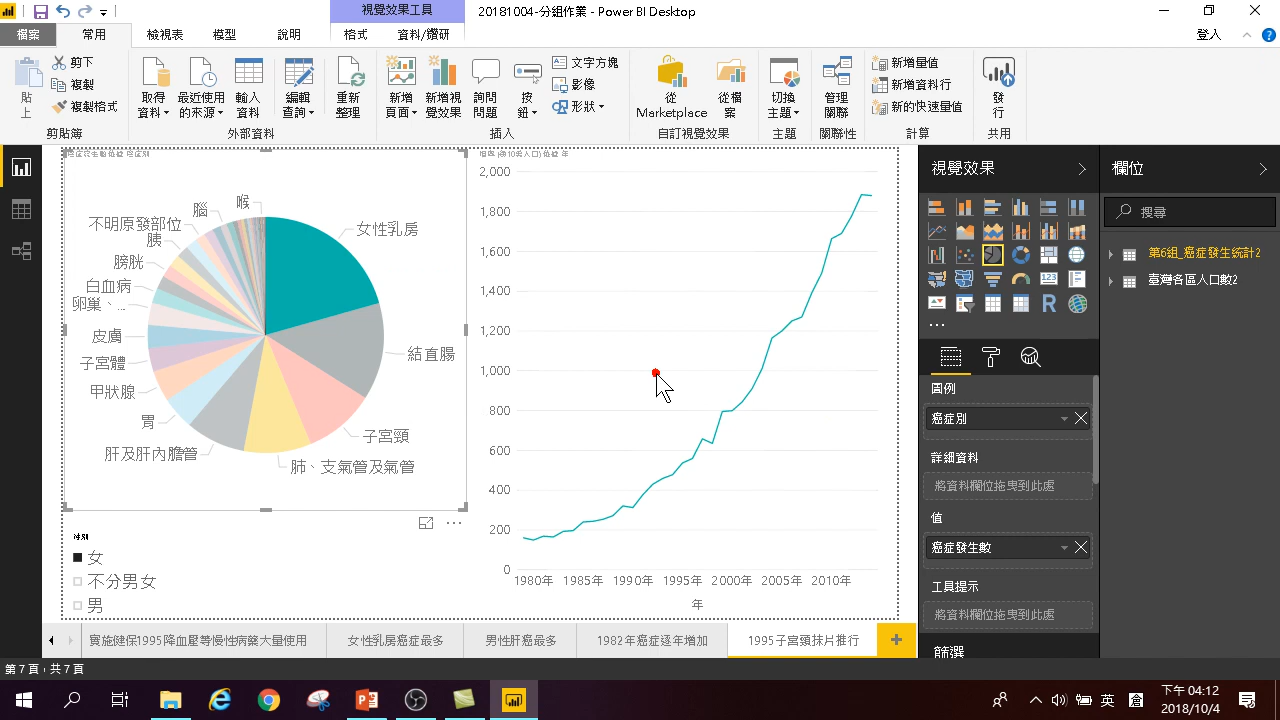 視覺效果工具
20181004-分組作業 - Power BI Desktop
檔案
常用
檢視表
模型
說明
格式
資料/鑽研
登入
貼上
剪下
複製
複製格式
剪貼簿
取得資料
最近使用的來源
輸入資料
外部資料
編輯查詢
重新整理
新增頁面
新增視覺效果
詢問問題
按鈕
文字方塊
影像
形狀
插入
從 Marketplace
從檔案
自訂視覺效果
切換主題
主題
管理關聯
關聯性
新增量值
新增資料行
新的快速量值
計算
發行
共用
喉
腦
不明原發部位
胰
膀胱
白血病
卵巢、...
皮膚
子宮體
甲狀腺
胃
肝及肝內膽管
女性乳房
結直腸
子宮頸
肺、支氣管及氣管
性別
女
不分男女
男
2,000
1,800
1,600
1,400
1,200
1,000
800
600
400
200
0
1980年
1985年
1990年
1995年
2000年
2005年
2010年
年
視覺效果
R
123
...
圖例
癌症別
詳細資料
將資料欄位拖曳到此處
值
癌症發生數
工具提示
將資料欄位拖曳到此處
篩選
欄位
搜尋
第6組_癌症發生統計2
臺灣各區人口數2
實施健保1995降血壓等慢性病藥大量使用
女性乳房癌症最多
男性肝癌最多
1982年癌症逐年增加
1995子宮頸抹片推行
+
第 7 頁，共 7 頁
英
下午 04:12
2018/10/4